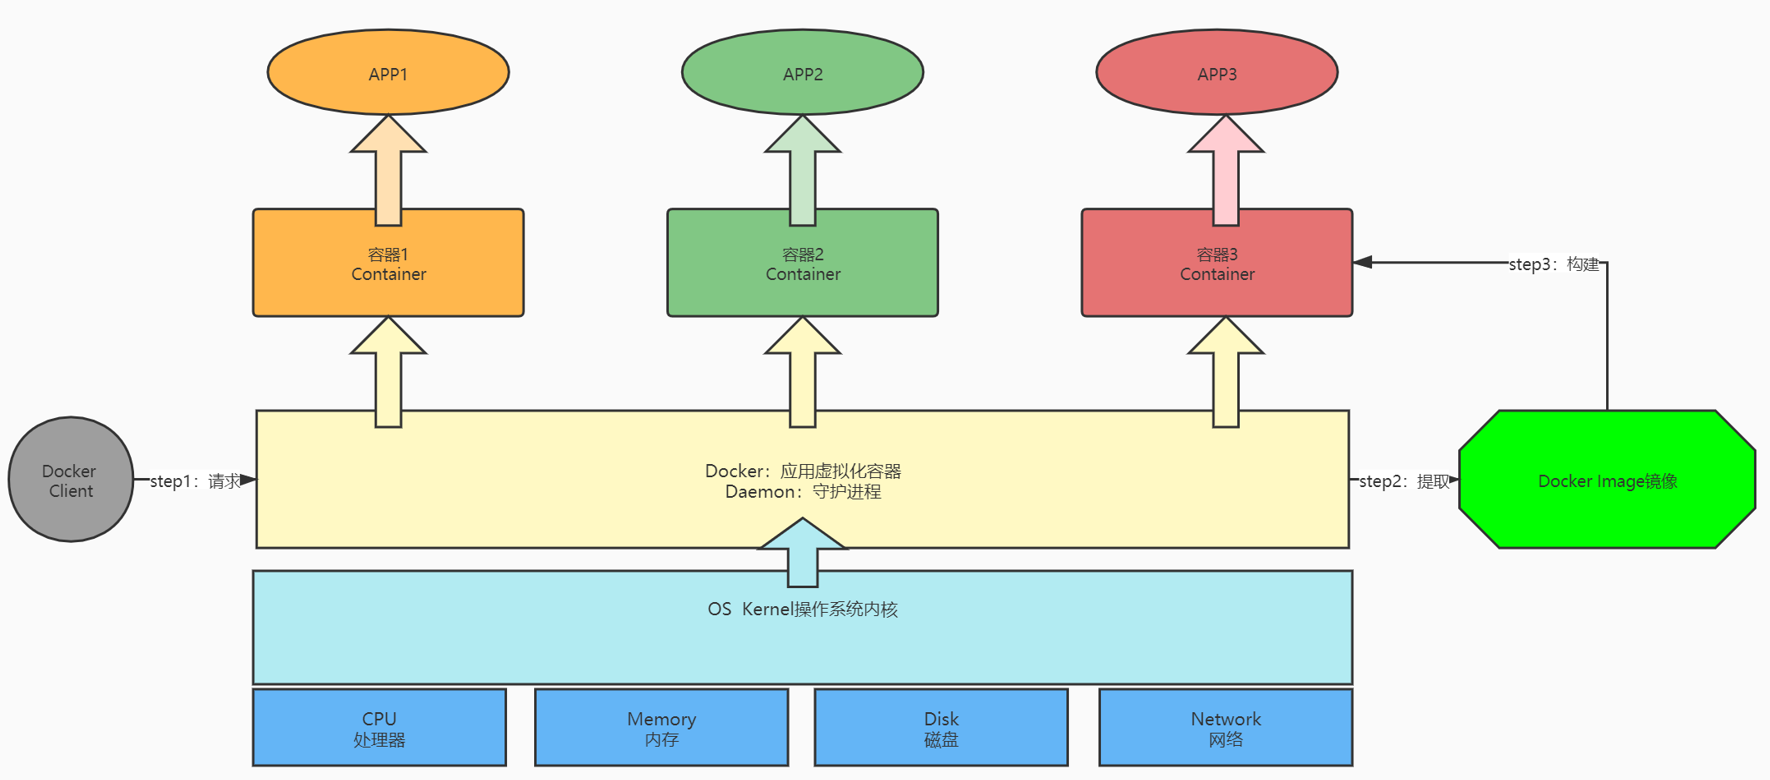 APP1
APP2
APP3
容器1
Container
容器2
Container
容器3
Container
step3：构建
Docker
Client
step1：请求
Docker：应用虚拟化容器
Daemon：守护进程
step2：提取
Docker Image镜像
OS  Kernel操作系统内核
CPU
处理器
Memory
内存
Disk
磁盘
Network
网络